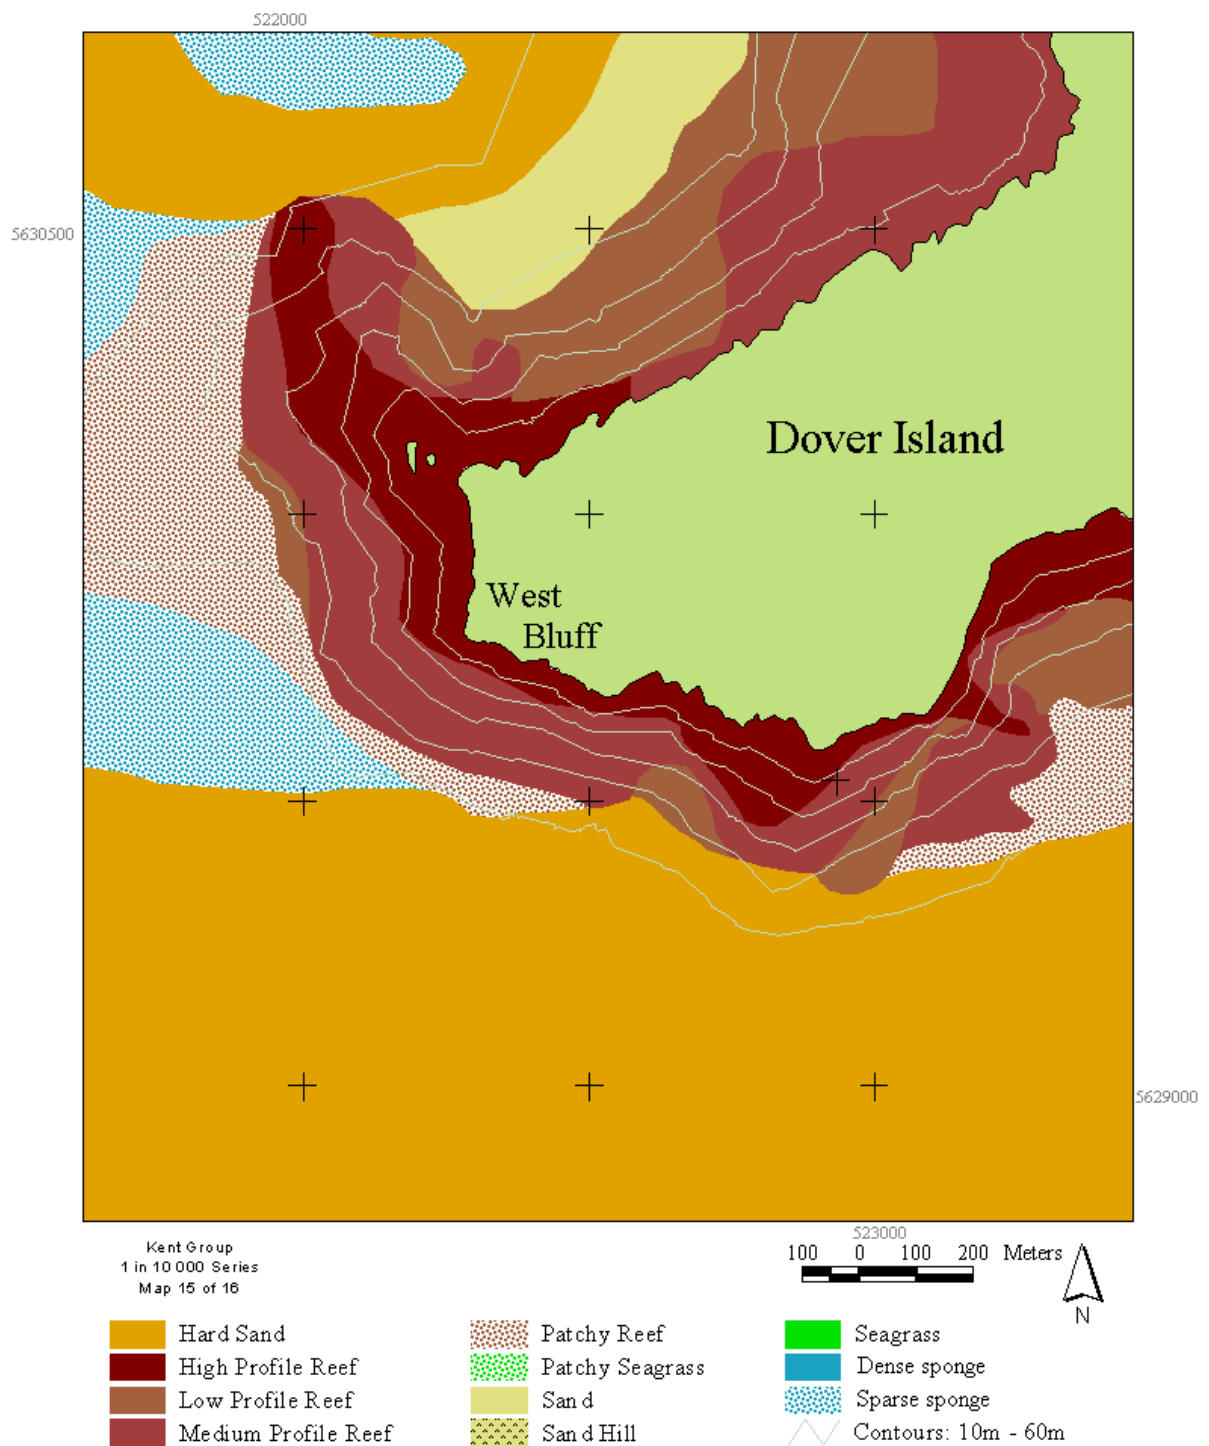 522000
5630500
Dover Island
West
Bluff
5629000
523000
Kent Group
1 in 10 000 Series
Map 15 of 16
100 0 100 200 Meters
N
Hard Sand
High Profile Reef
Low Profile Reef
Medium Profile Reef
Patchy Reef
Patchy Seagrass
Sand
Sand Hill
Seagrass
Dense sponge
Sparse sponge
Contours: 10m - 60m